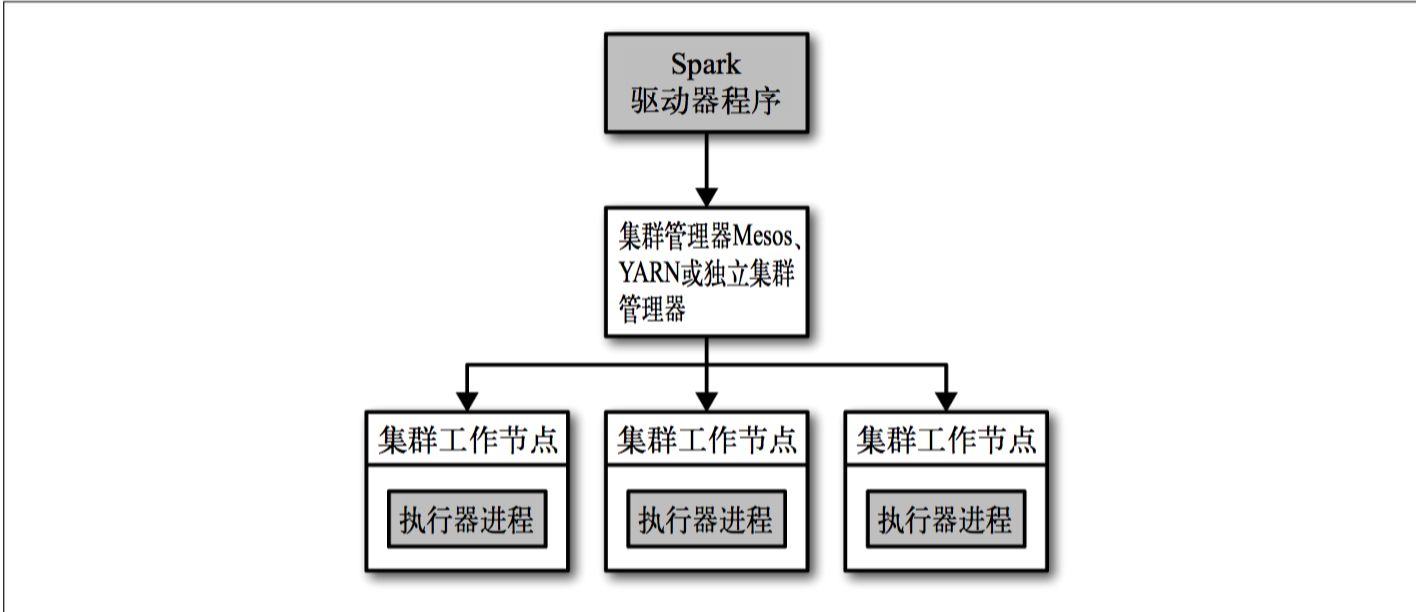 Spark
驱动器程序
集群管理器Mesos、
YARN或独立集群
管理器
集群工作节点
集群工作节点
集群工作节点
执行器进程
执行器进程
执行器进程